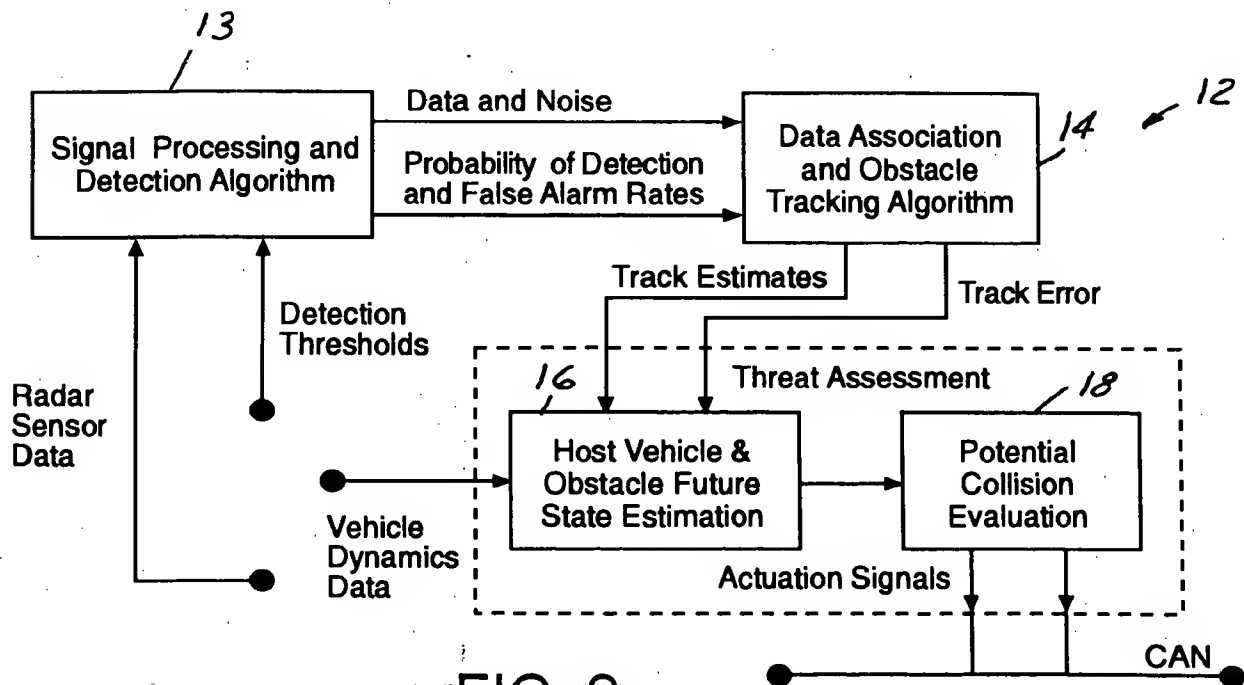 13
Signal Processing and
Detection Algorithm
Data and Noise
Probability of Detection
and False Alarm Rates
Data Association
and Obstacle
Tracking Algorithm
14
12
Track Estimates
Track Error
Detection
Thresholds
Radar
Sensor
Data
Threat Assessment
16
Host Vehicle &
Obstacle Future
State Estimation
18
Potential
Collision
Evaluation
Vehicle
Dynamics
Data
Actuation Signals
CAN